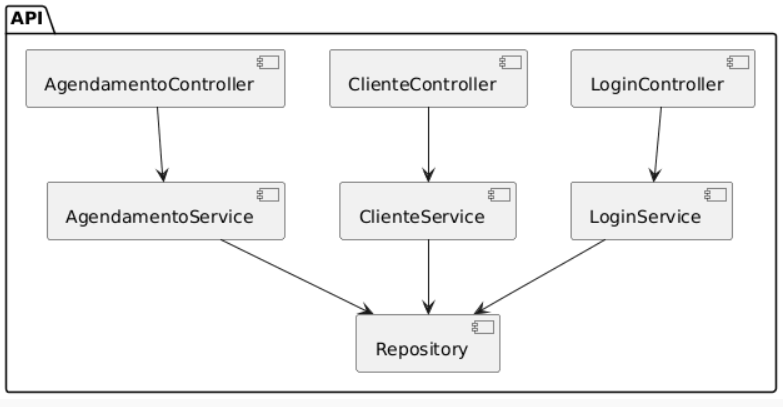 API
AgendamentoController
ClienteController
LoginController
AgendamentoService
ClienteService
LoginService
Repository